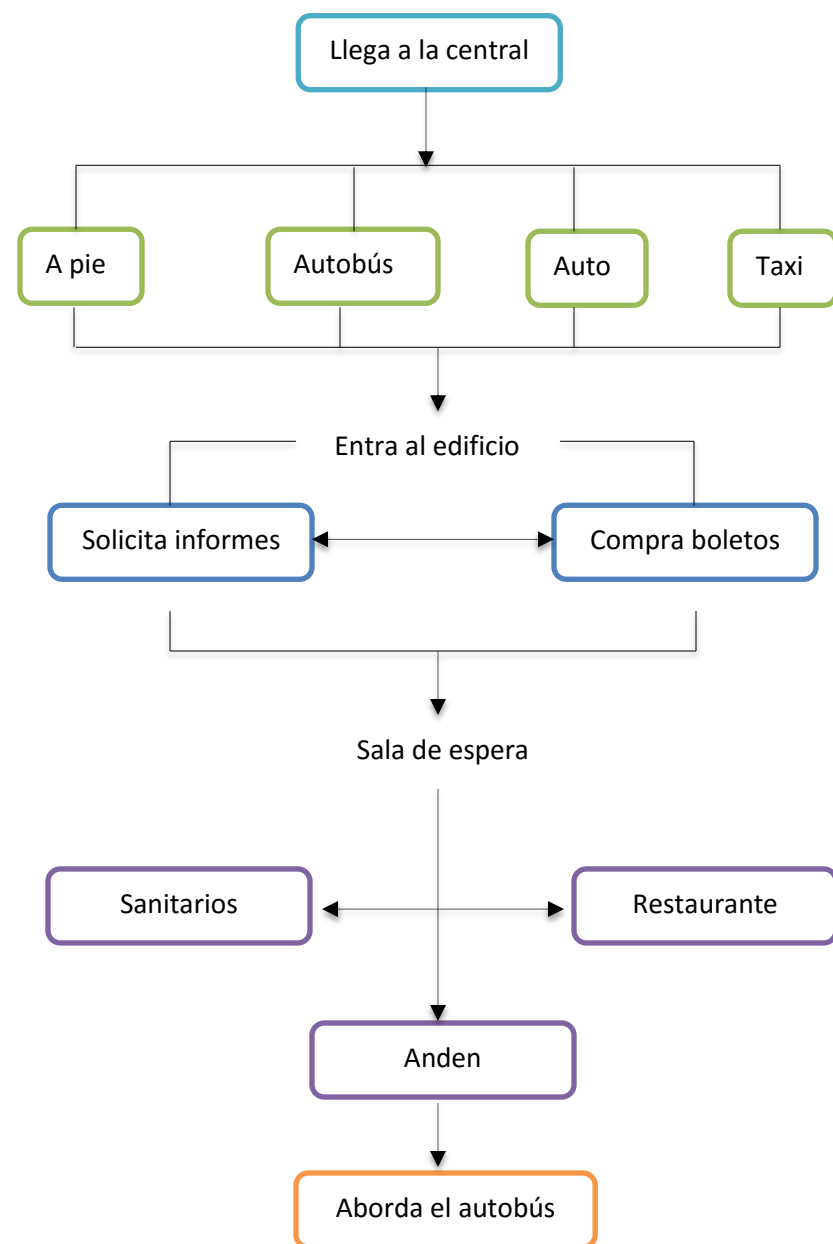 Llega a la central
A pie
Autobús
Auto
Taxi
Entra al edificio
Solicita informes
Compra boletos
Sala de espera
Sanitarios
Restaurante
Anden
Aborda el autobús